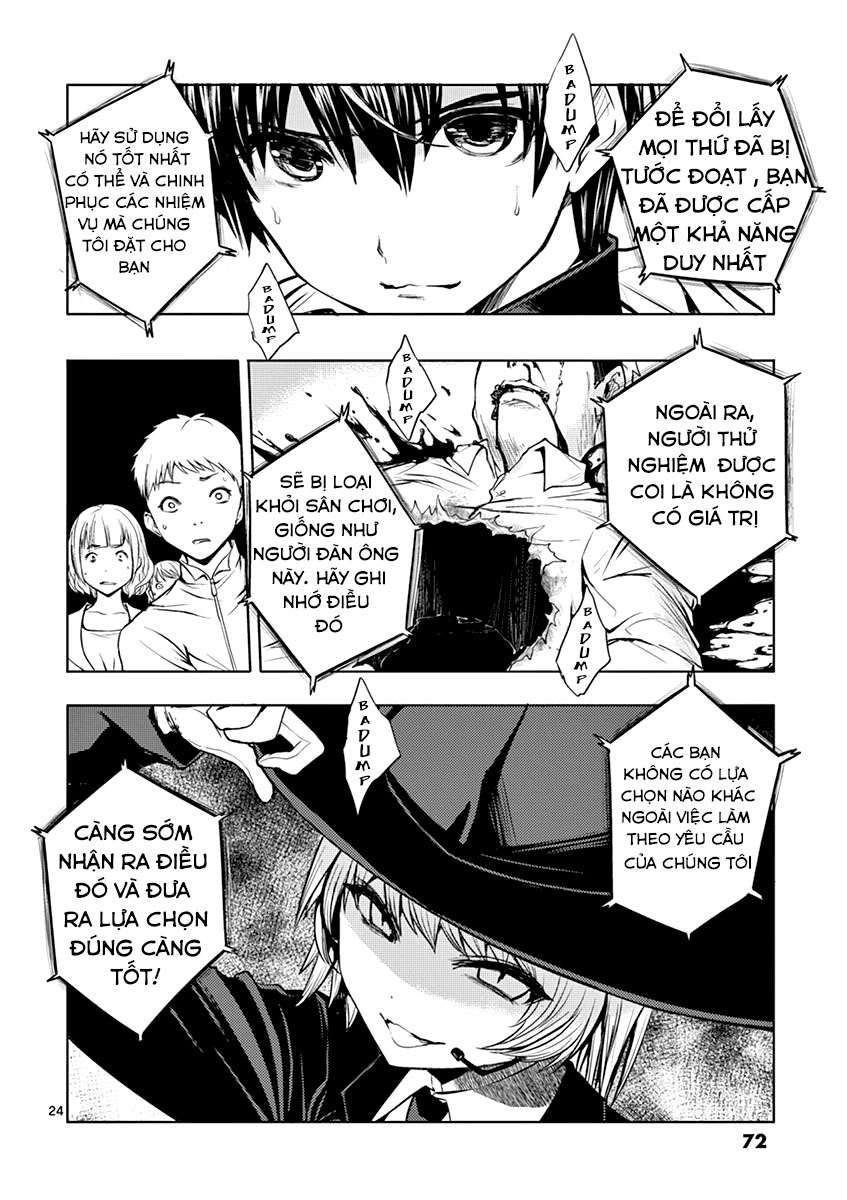 ĐỂ ĐỔI LẤY
MỌI THỨ ĐÃ BỊ
TƯỚC ĐOẠT , BẠN
ĐÃ ĐƯỢC CẤP
MỘT KHẢ NĂNG
DUY NHẤT
BADUMP
HÃY SỬ DỤNG
NÓ TỐT NHẤT
CÓ THỂ VÀ CHINH
PHỤC CÁC NHIỆM
VỤ MÀ CHÚNG
TÔI ĐẶT CHO
BẠN
BADUMP
NGOÀI RA,
NGƯỜI THỬ
NGHIỆM ĐƯỢC
COI LÀ KHÔNG
CÓ GIÁ TRỊ
BADUMP
SẼ BỊ LOẠI
KHỎI SÂN CHƠI,
GIỐNG NHƯ
NGƯỜI ĐÀN ÔNG
NÀY. HÃY GHI
NHỚ ĐIỀU
ĐÓ
BADUMP
CÁC BẠN
KHÔNG CÓ LỰA
CHỌN NÀO KHÁC
NGOÀI VIỆC LÀM
THEO YÊU CẦU
CỦA CHÚNG TÔI
BADUMP
CÀNG SỚM
NHẬN RA ĐIỀU
ĐÓ VÀ ĐƯA
RA LỰA CHỌN
ĐÚNG CÀNG
TỐT!
24
72